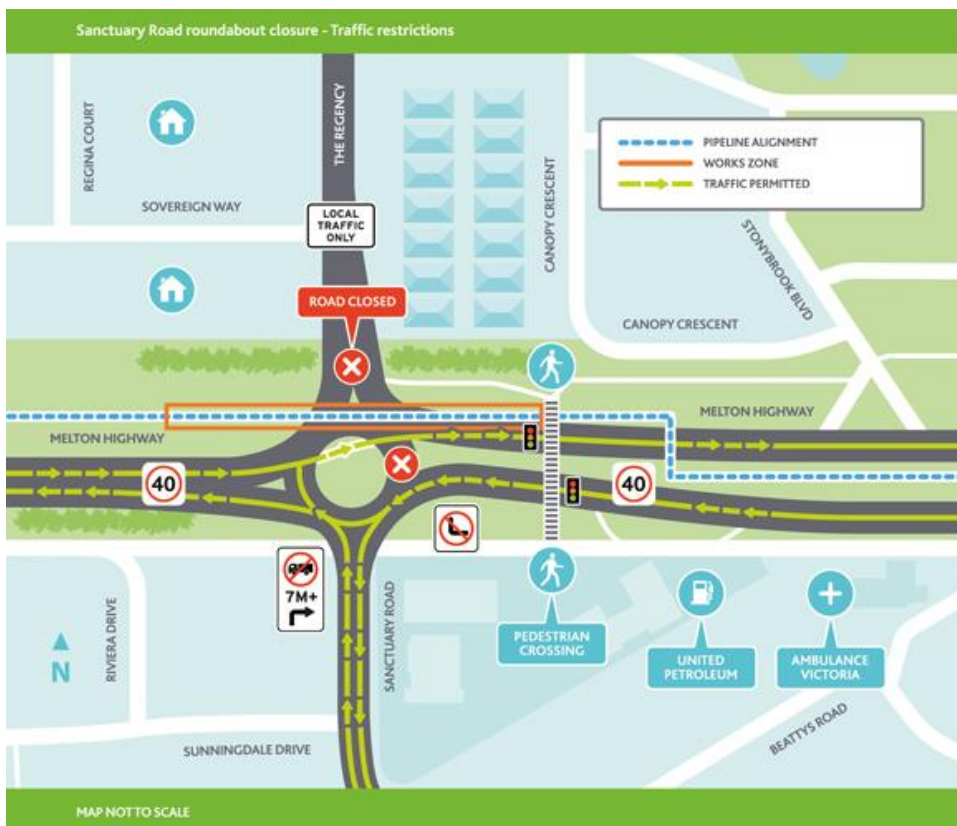 Sanctuary Road roundabout closure - Traffic restrictions
REGINA COURT
THE REGENCY
PIPELINE ALIGNMENT
WORKS ZONE
TRAFFIC PERMITTED
SOVEREIGN WAY
LOCAL
TRAFFIC
ONLY
CANOPY CRESCENT
STONYBROOK BLVD
ROAD CLOSED
CANOPY CRESCENT
MELTON HIGHWAY
MELTON HIGHWAY
40
40
7M+
RIVIERA DRIVE
N
SANCTUARY ROAD
PEDESTRIAN
CROSSING
UNITED
PETROLEUM
AMBULANCE
VICTORIA
SUNNINGDALE DRIVE
BEATTYS ROAD
MAP NOT TO SCALE